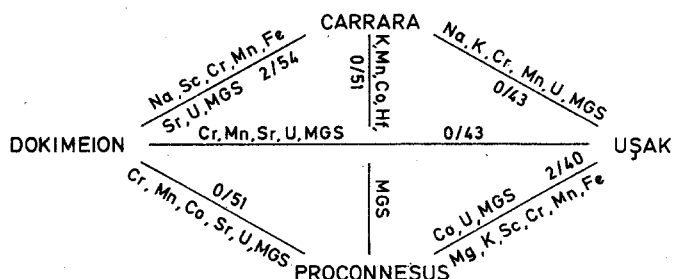 CARRARA
Na,Sc,Cr,Mn,Fe
Sr,U,MGS 2/54
K,Mn,Co,Hf,
0/51
MGS
Na,K,Cr,Mn,U,MGS
0/43
DOKIMEION
Cr,Mn,Sr,U,MGS 0/43
UŞAK
0/51
Cr,Mn,Co,Sr,U,MGS
Co,U,MGS 2/40
Mg,K,Sc,Cr,Mn,Fe
PROCONNESUS